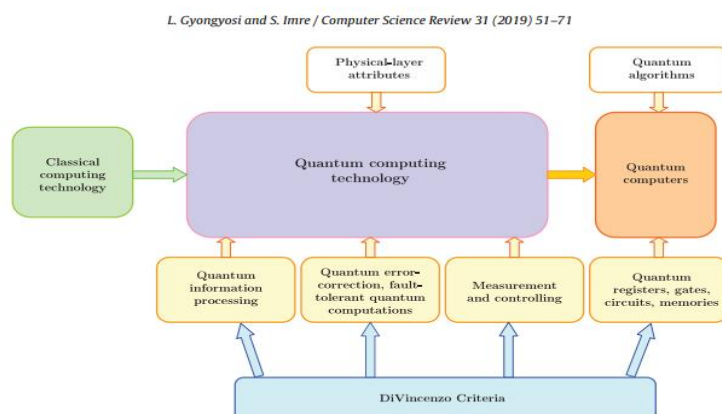 L. Gyongyosi and S. Imre / Computer Science Review 31 (2019) 51–71
Physical-layer
attributes
Quantum
algorithms
Classical
computing
technology
Quantum computing
technology
Quantum
computers
Quantum
information
processing
Quantum error-
correction, fault-
tolerant quantum
computations
Measurement
and controlling
Quantum
registers, gates,
circuits, memories
DiVincenzo Criteria